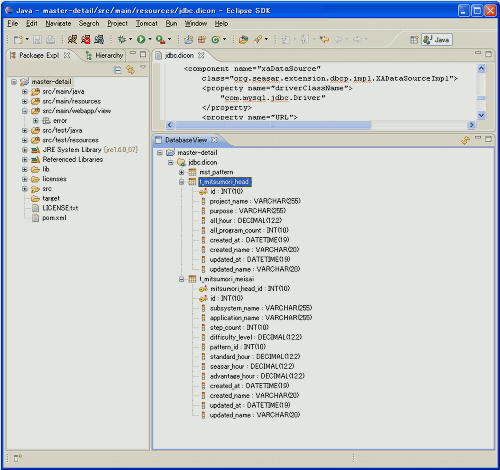 Java - master-detail/src/main/resources/jdbc.dicon - Eclipse SDK
File Edit Navigate Search Project Tomcat Run Window Help
Java
Package Expl
Hierarchy
master-detail
src/main/java
src/main/resources
src/main/webapp/view
error
src/test/java
src/test/resources
JRE System Library [jre1.6.0_07]
Referenced Libraries
lib
licenses
src
target
LICENSE.txt
pom.xml
jdbc.dicon
<component name="xaDataSource"
class="org.seasar.extension.dbcp.impl.XADataSourceImpl">
<property name="driverClassName">
"com.mysql.jdbc.Driver"
</property>
<property name="URL">
DatabaseView
master-detail
jdbc.dicon
mst_pattern
t_mitsumori_head
id : INT(10)
project_name : VARCHAR(255)
purpose : VARCHAR(255)
all_hour : DECIMAL(12.2)
all_program_count : INT(10)
created_at : DATETIME(19)
created_name : VARCHAR(20)
updated_at : DATETIME(19)
updated_name : VARCHAR(20)
t_mitsumori_meisai
mitsumori_head_id : INT(10)
id : INT(10)
subsystem_name : VARCHAR(255)
application_name : VARCHAR(255)
step_count : INT(10)
difficulty_level : DECIMAL(12.2)
pattern_id : INT(10)
standard_hour : DECIMAL(12.2)
seasar_hour : DECIMAL(12.2)
advantage_hour : DECIMAL(12.2)
created_at : DATETIME(19)
created_name : VARCHAR(20)
updated_at : DATETIME(19)
updated_name : VARCHAR(20)